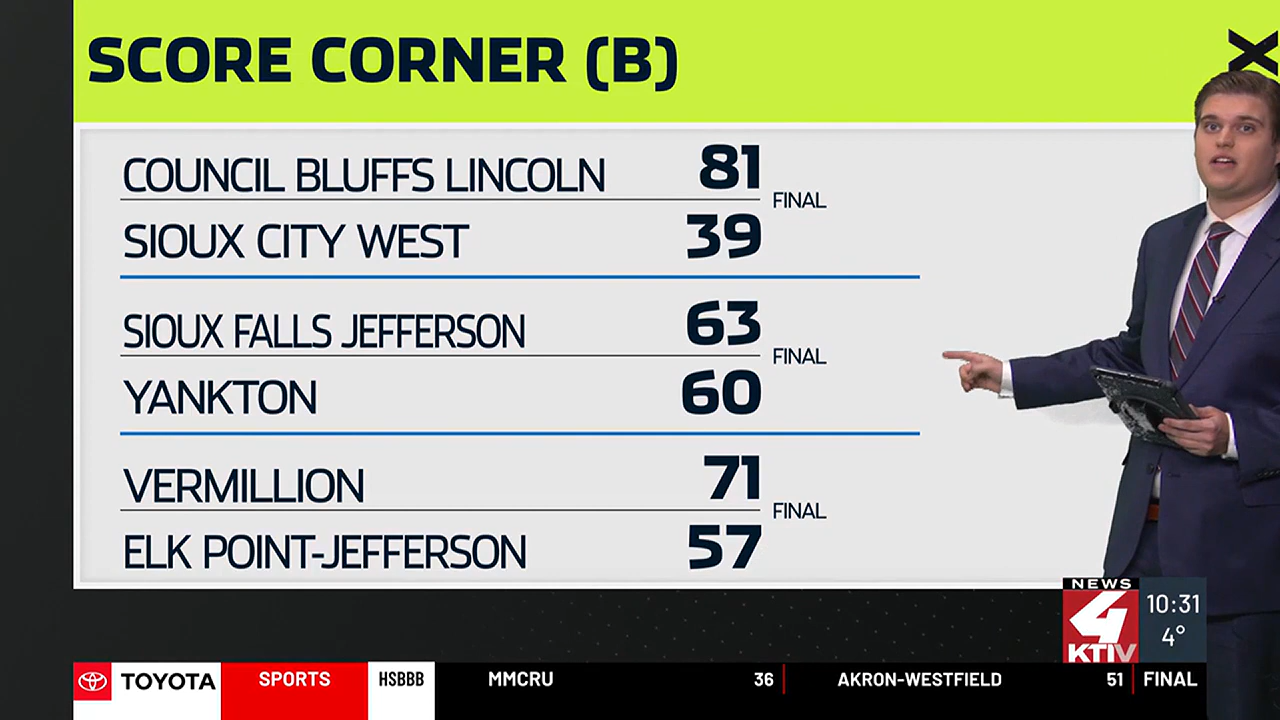 SCORE CORNER (B)
X
COUNCIL BLUFFS LINCOLN 81
FINAL
SIOUX CITY WEST 39
SIOUX FALLS JEFFERSON 63
FINAL
YANKTON 60
VERMILLION 71
FINAL
ELK POINT-JEFFERSON 57
NEWS
4
KTIV
10:31
4°
TOYOTA SPORTS HSBBB MMCRU 36 AKRON-WESTFIELD 51 FINAL